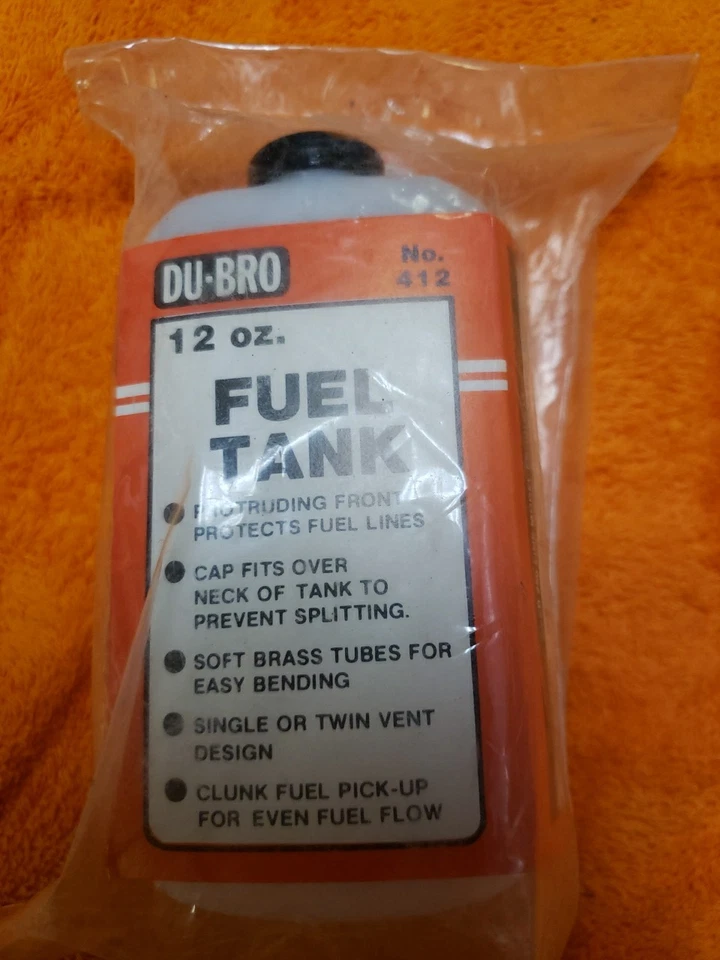 DU-BRO
No.
412
12 oz.
FUEL
TANK
PROTRUDING FRONT
PROTECTS FUEL LINES
CAP FITS OVER
NECK OF TANK TO
PREVENT SPLITTING.
SOFT BRASS TUBES FOR
EASY BENDING
SINGLE OR TWIN VENT
DESIGN
CLUNK FUEL PICK-UP
FOR EVEN FUEL FLOW